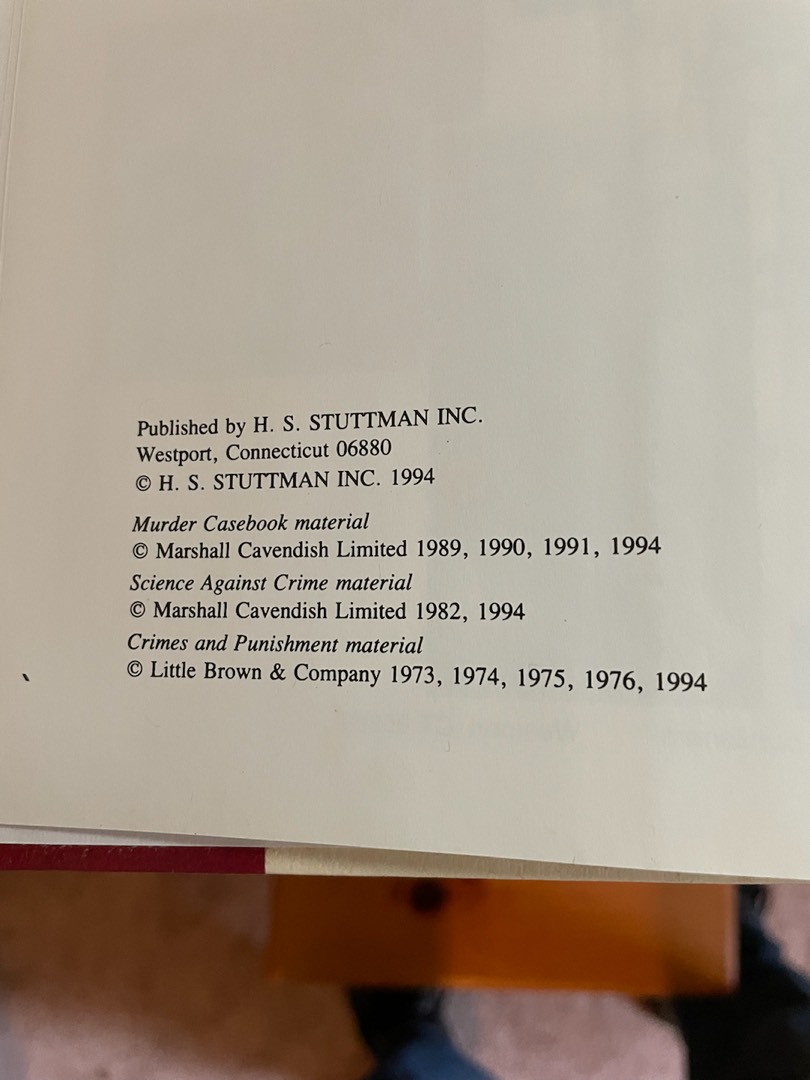 Published by H. S. STUTTMAN INC.
Westport, Connecticut 06880
© H. S. STUTTMAN INC. 1994
Murder Casebook material
© Marshall Cavendish Limited 1989, 1990, 1991, 1994
Science Against Crime material
© Marshall Cavendish Limited 1982, 1994
Crimes and Punishment material
© Little Brown & Company 1973, 1974, 1975, 1976, 1994